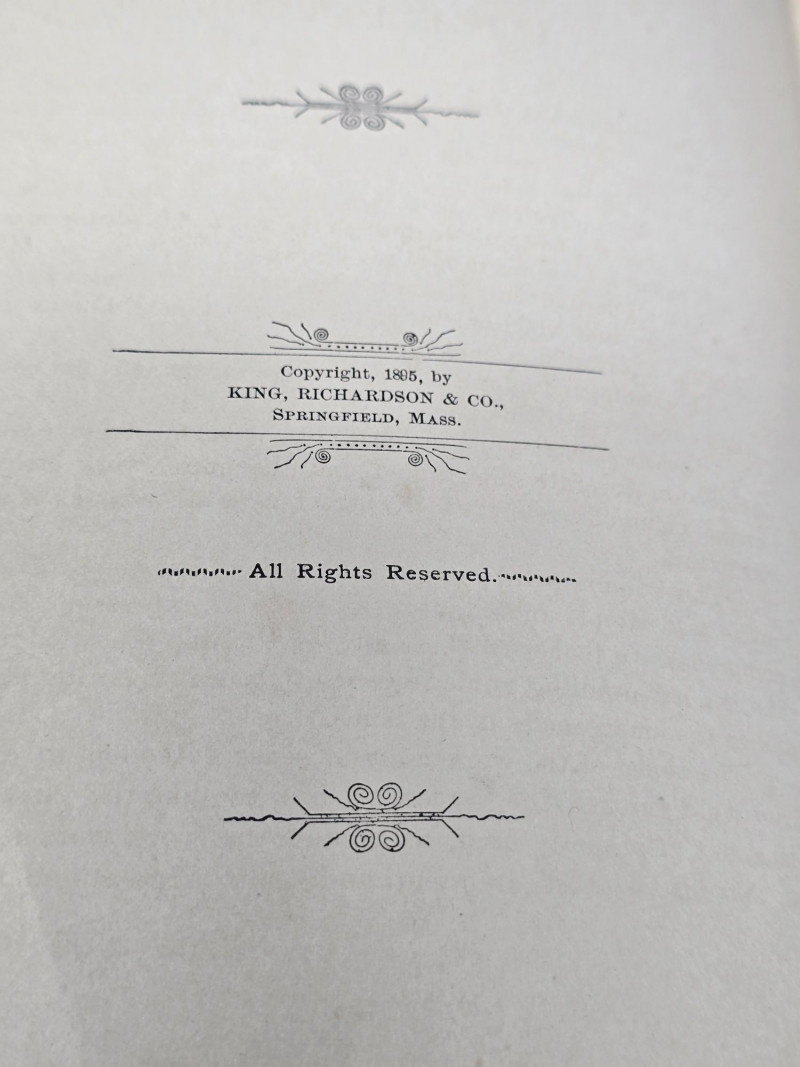 Copyright, 1895, by
KING, RICHARDSON & CO.,
SPRINGFIELD, MASS.
All Rights Reserved.